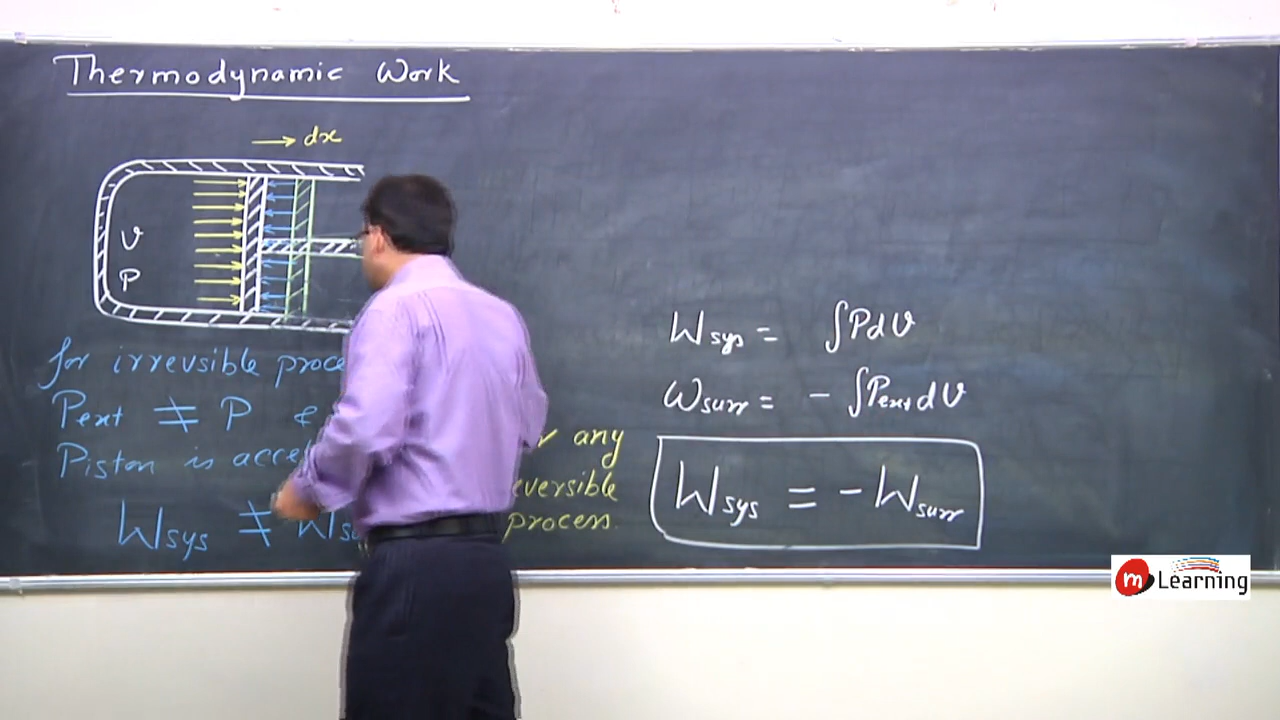 Thermodynamic Work
→ dx
V
P
for irrevsible proce
Pext ≠ P &
Piston is acce
Wsys ≠ Ws
any
eversible
process.
Wsys = ∫PdV
Wsurr = - ∫PextdV
Wsys = -Wsurr
m Learning